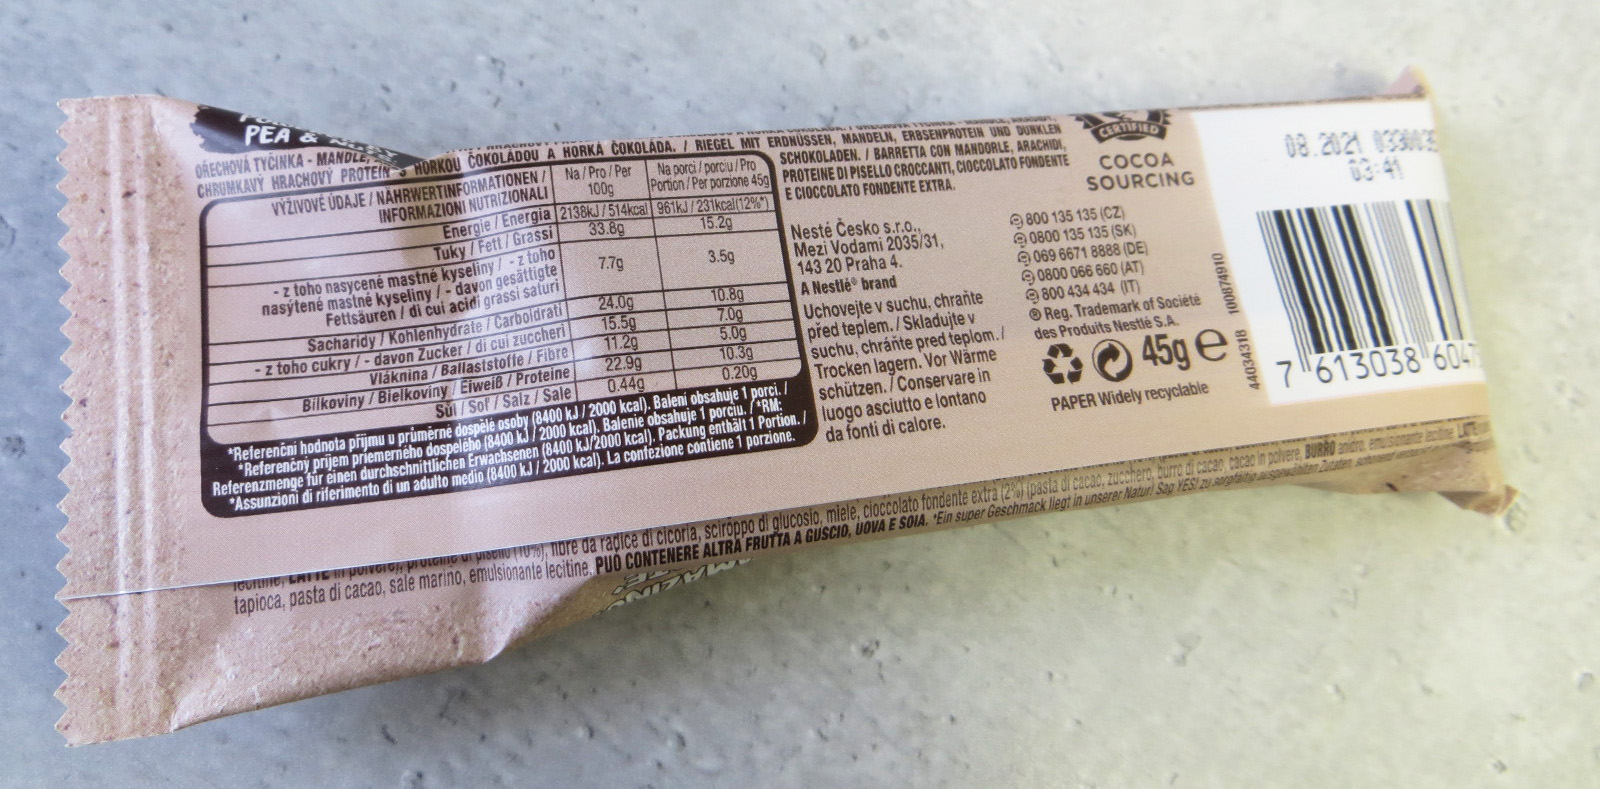 PEA &
OŘECHOVÁ TYČINKA - MANDLE, HORKOU ČOKOLÁDOU A HORKÁ ČOKOLÁDA. / RIEGEL MIT ERDNÜSSEN, MANDELN, ERBSENPROTEIN UND DUNKLEN
CHRUMKAVÝ HRACHOVÝ PROTEÍN S
SCHOKOLADEN. / BARRETTA CON MANDORLE, ARACHIDI,
PROTEINE DI PISELLO CROCCANTI, CIOCCOLATO FONDENTE
E CIOCCOLATO FONDENTE EXTRA.
VÝŽIVOVÉ ÚDAJE / NÄHRWERTINFORMATIONEN /
INFORMAZIONI NUTRIZIONALI
Na / Pro / Per
100g
Na porci / porciu / Pro
Portion / Per porzione 45g
Energie / Energia 2138kJ / 514kcal 961kJ / 231kcal(12%*)
Tuky / Fett / Grassi 33.8g 15.2g
- z toho nasycené mastné kyseliny / - z toho
nasýtené mastné kyseliny / - davon gesättigte
Fettsäuren / di cui acidi grassi saturi
7.7g 3.5g
Sacharidy / Kohlenhydrate / Carboidrati 24.0g 10.8g
- z toho cukry / - davon Zucker / di cui zuccheri 15.5g 7.0g
Vláknina / Ballaststoffe / Fibre 11.2g 5.0g
Bílkoviny / Bielkoviny / Eiweiß / Proteine 22.9g 10.3g
Sůl / Soľ / Salz / Sale 0.44g 0.20g
*Referenční hodnota příjmu u průměrné dospělé osoby (8400 kJ / 2000 kcal). Balení obsahuje 1 porci. /
*Referenčný príjem priemerného dospelého (8400 kJ / 2000 kcal). Balenie obsahuje 1 porciu. / *RM:
Referenzmenge für einen durchschnittlichen Erwachsenen (8400 kJ/2000 kcal). Packung enthält 1 Portion. /
*Assunzioni di riferimento di un adulto medio (8400 kJ / 2000 kcal). La confezione contiene 1 porzione.
Nesté Česko s.r.o.,
Mezi Vodami 2035/31,
143 20 Praha 4.
A Nestlé® brand
Uchovejte v suchu, chraňte
před teplem. / Skladujte v
suchu, chráňte pred teplom. /
Trocken lagern. Vor Wärme
schützen. / Conservare in
luogo asciutto e lontano
da fonti di calore.
CERTIFIED
COCOA
SOURCING
800 135 135 (CZ)
0800 135 135 (SK)
069 6671 8888 (DE)
0800 066 660 (AT)
800 434 434 (IT)
® Reg. Trademark of Société
des Produits Nestlé S.A.
45g e
PAPER Widely recyclable
44034318
100874910
08.2021
03:41
7 613038 604
tapioca, pasta di cacao, sale marino, emulsionante lecitine. PUÒ CONTENERE ALTRA FRUTTA A GUSCIO, UOVA E SOIA. *Ein super Geschmack liegt in unserer Natur! Sag YES! zu sorgfältig ausgewählten Zutaten,
fibre da radice di cicoria, sciroppo di glucosio, miele, cioccolato fondente extra (2%) (pasta di cacao, zucchero, burro di cacao, cacao in polvere, BURRO anidro, emulsionante lecitine, LATTE